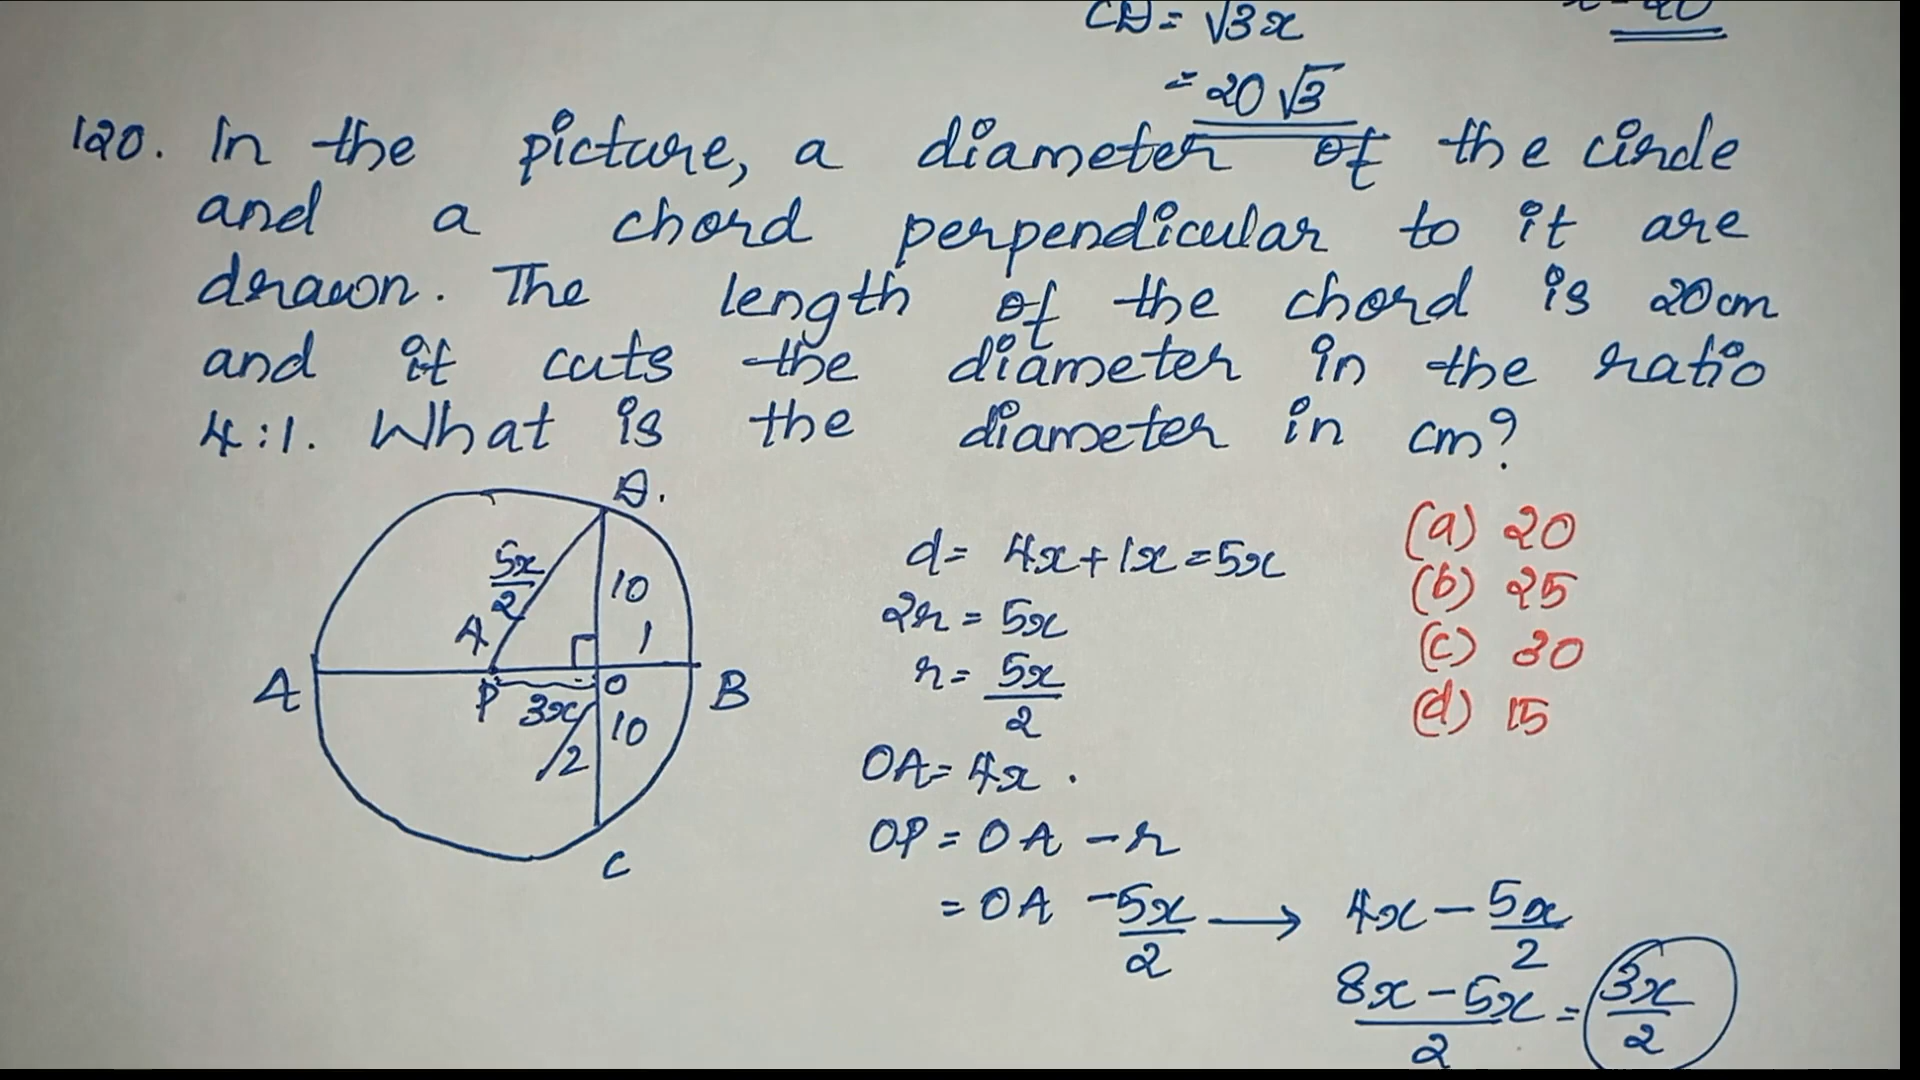 CD = √3x
= 20√3
120. In the picture, a diameter of the circle
and a chord perpendicular to it are
drawn. The length of the chord is 20cm
and it cuts the diameter in the ratio
4:1. What is the diameter in cm?
D.
5x/2
10
4
1
A
P
O
B
3x/2
10
C
d = 4x + 1x = 5x
2r = 5x
r = 5x/2
OA = 4x .
OP = OA - r
= OA - 5x/2 → 4x - 5x/2
8x - 5x/2 = 3x/2
(a) 20
(b) 25
(c) 30
(d) 15